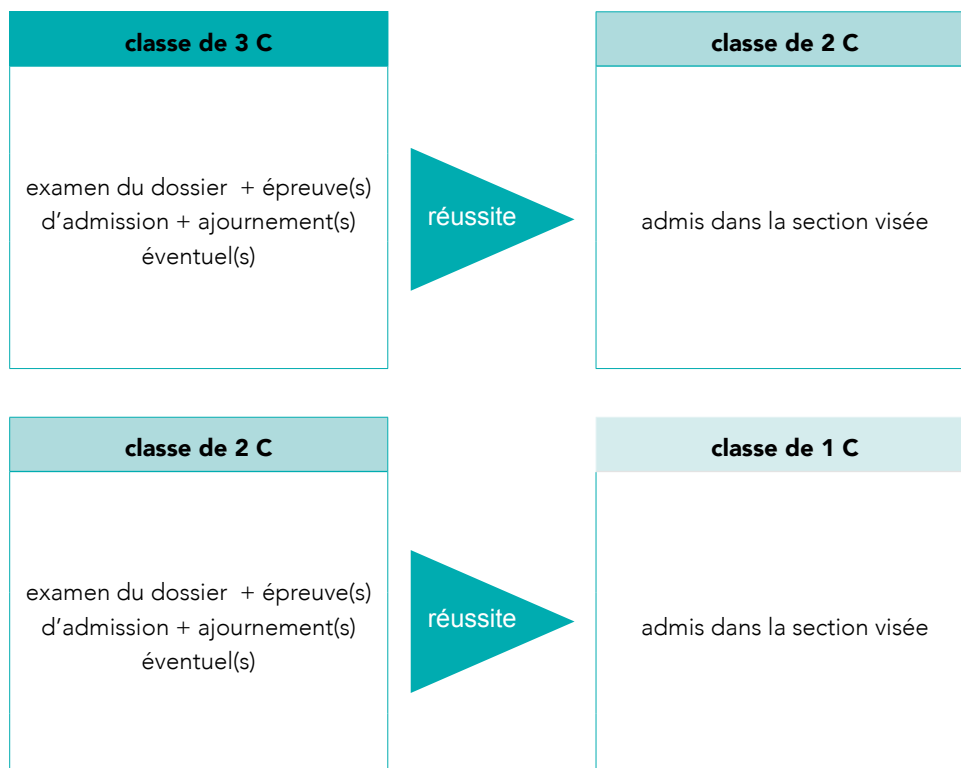 classe de 3 C
examen du dossier + épreuve(s)
d'admission + ajournement(s)
éventuel(s)
réussite
classe de 2 C
admis dans la section visée
classe de 2 C
examen du dossier + épreuve(s)
d'admission + ajournement(s)
éventuel(s)
réussite
classe de 1 C
admis dans la section visée